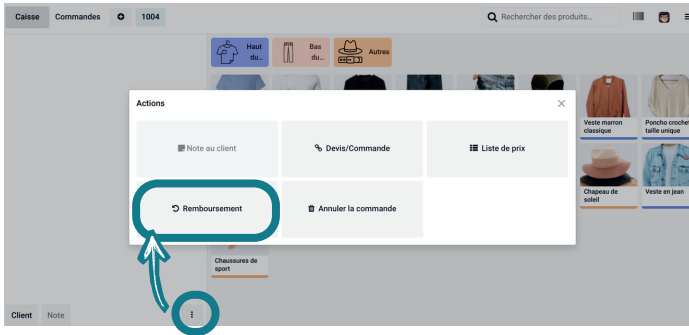 Caisse Commandes 1004 Rechercher des produits...
Haut du... Bas du... Autres
Actions
Note au client Devis/Commande Liste de prix
Remboursement Annuler la commande
Veste marron classique
Poncho crochet taille unique
Chapeau de soleil
Veste en jean
Chaussures de sport
Client Note